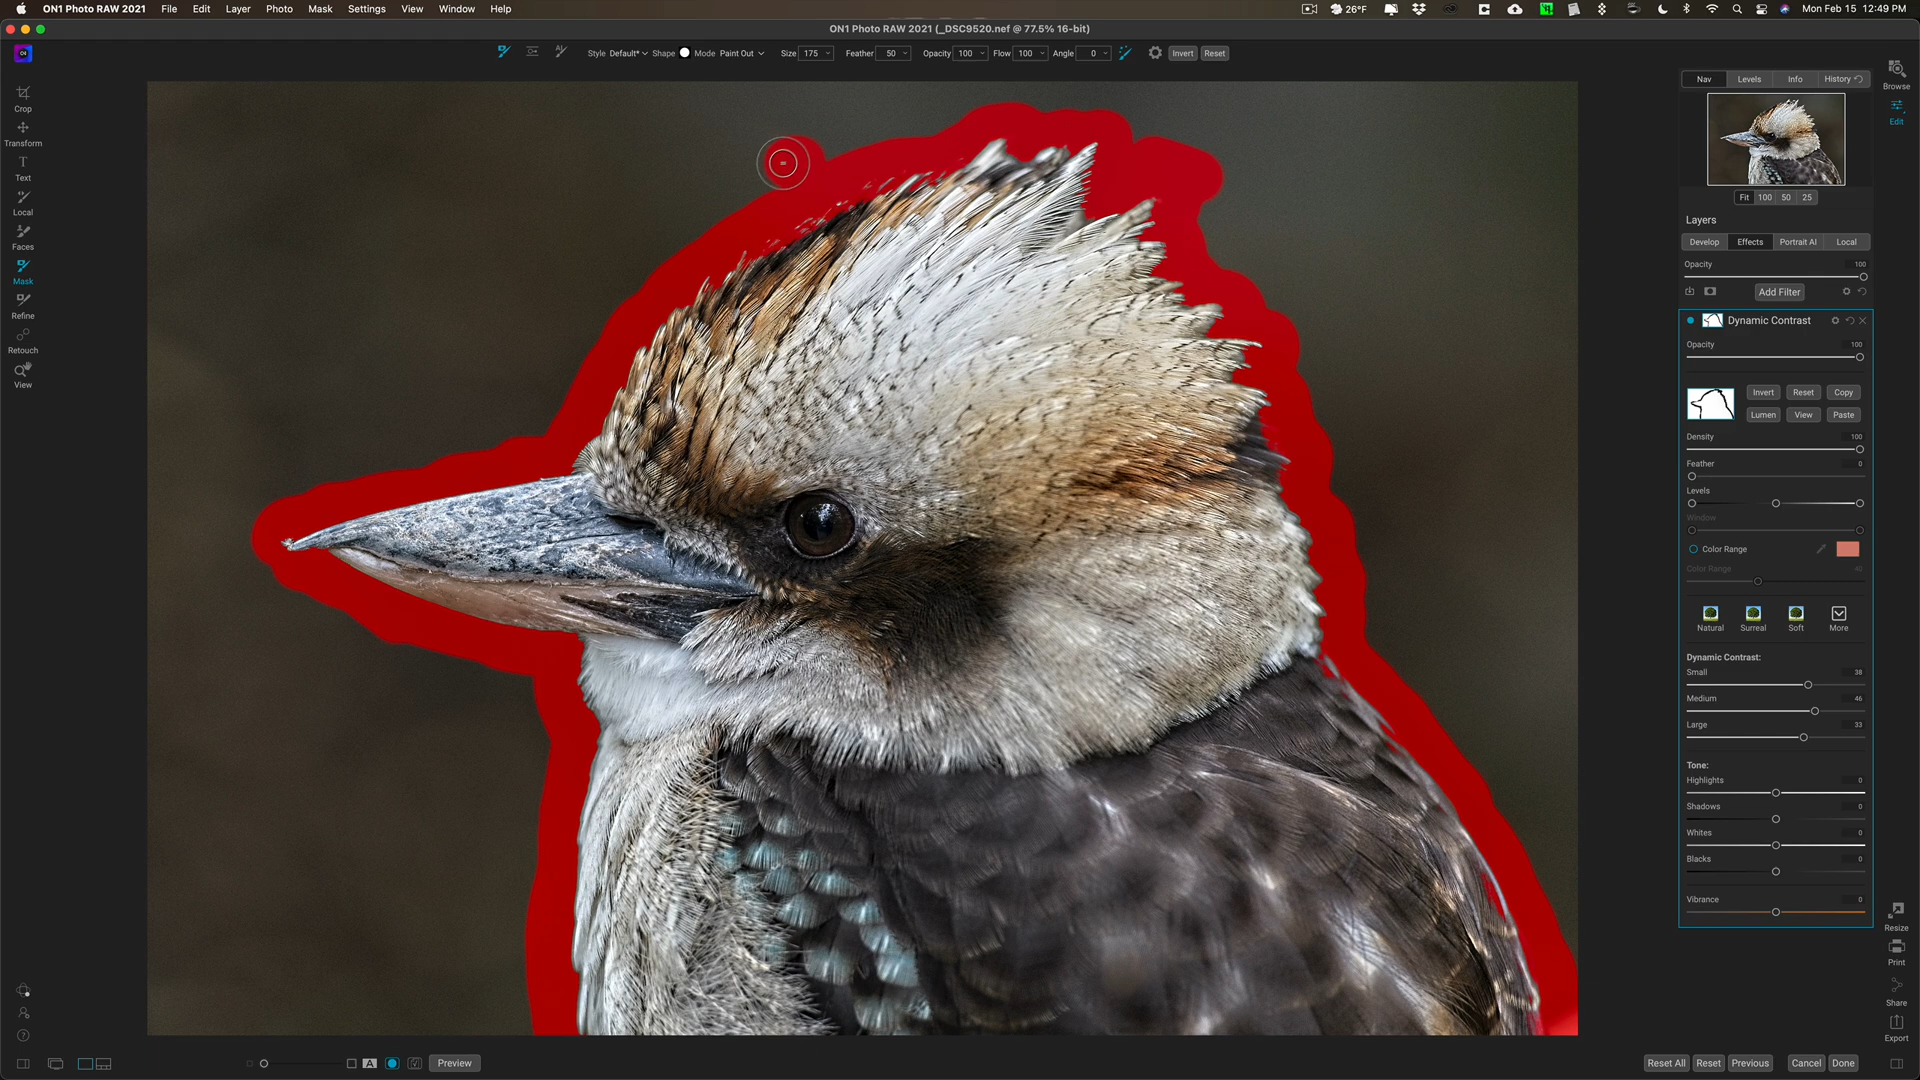 ON1 Photo RAW 2021 File Edit Layer Photo Mask Settings View Window Help 26°F Mon Feb 15 12:49 PM
ON1 Photo RAW 2021 (_DSC9520.nef @ 77.5% 16-bit)
Style Default* Shape Mode Paint Out Size 175 Feather 50 Opacity 100 Flow 100 Angle 0 Invert Reset
Crop
Transform
Text
Local
Faces
Mask
Refine
Retouch
View
Nav Levels Info History
Fit 100 50 25
Layers
Develop Effects Portrait AI Local
Opacity 100
Add Filter
Dynamic Contrast
Opacity 100
Invert Reset Copy
Lumen View Paste
Density 100
Feather 0
Levels
Window
Color Range
Color Range 40
Natural Surreal Soft More
Dynamic Contrast:
Small 38
Medium 46
Large 33
Tone:
Highlights 0
Shadows 0
Whites 0
Blacks 0
Vibrance 0
Browse
Edit
Resize
Print
Share
Export
A Preview
Reset All Reset Previous Cancel Done